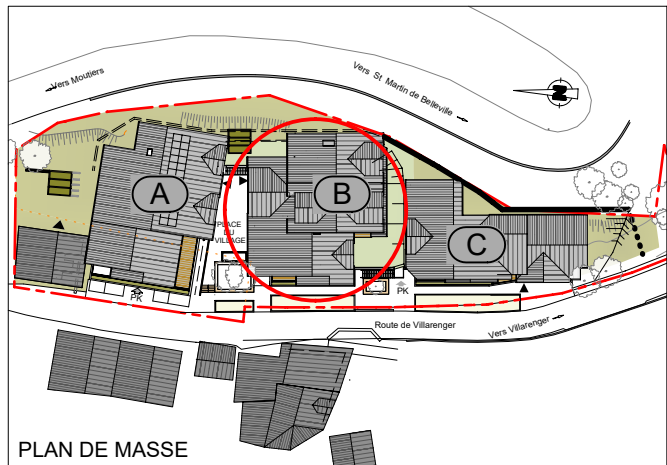 Vers Moutiers
Vers St Martin de Belleville
N
A
B
C
PLACE
DU
VILLAGE
PK
PK
Route de Villarenger
Vers Villarenger
PLAN DE MASSE